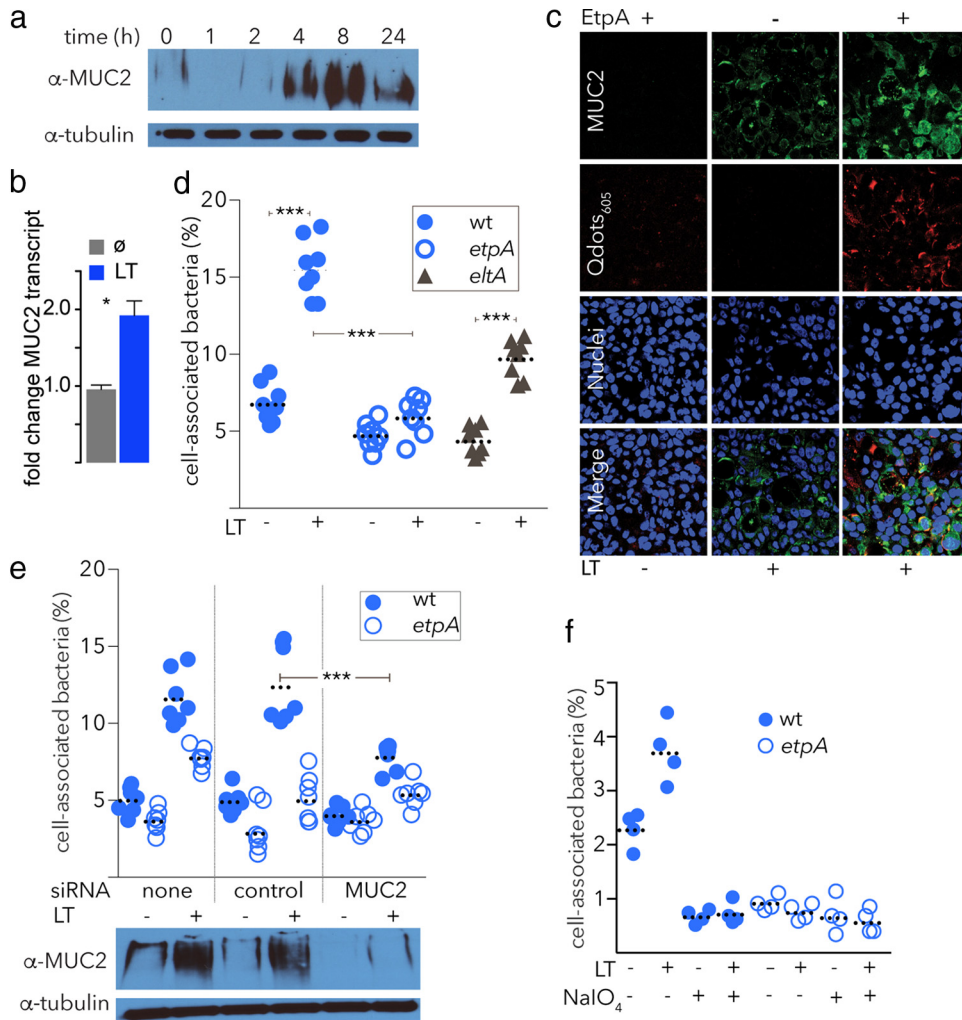 a
time (h) 0 1 2 4 8 24
α-MUC2
α-tubulin
b
fold change MUC2 transcript
ø
LT
2.0
1.0
*
c
EtpA + - +
MUC2
Qdots605
Nuclei
Merge
LT - + +
d
cell-associated bacteria (%)
20
15
10
5
***
***
***
wt
etpA
eltA
LT - + - + - +
e
cell-associated bacteria (%)
20
15
10
5
***
wt
etpA
siRNA none control MUC2
LT - + - + - +
α-MUC2
α-tubulin
f
cell-associated bacteria (%)
5
4
3
2
1
wt
etpA
LT - + - + - + - +
NaIO4 - - + + - - + +